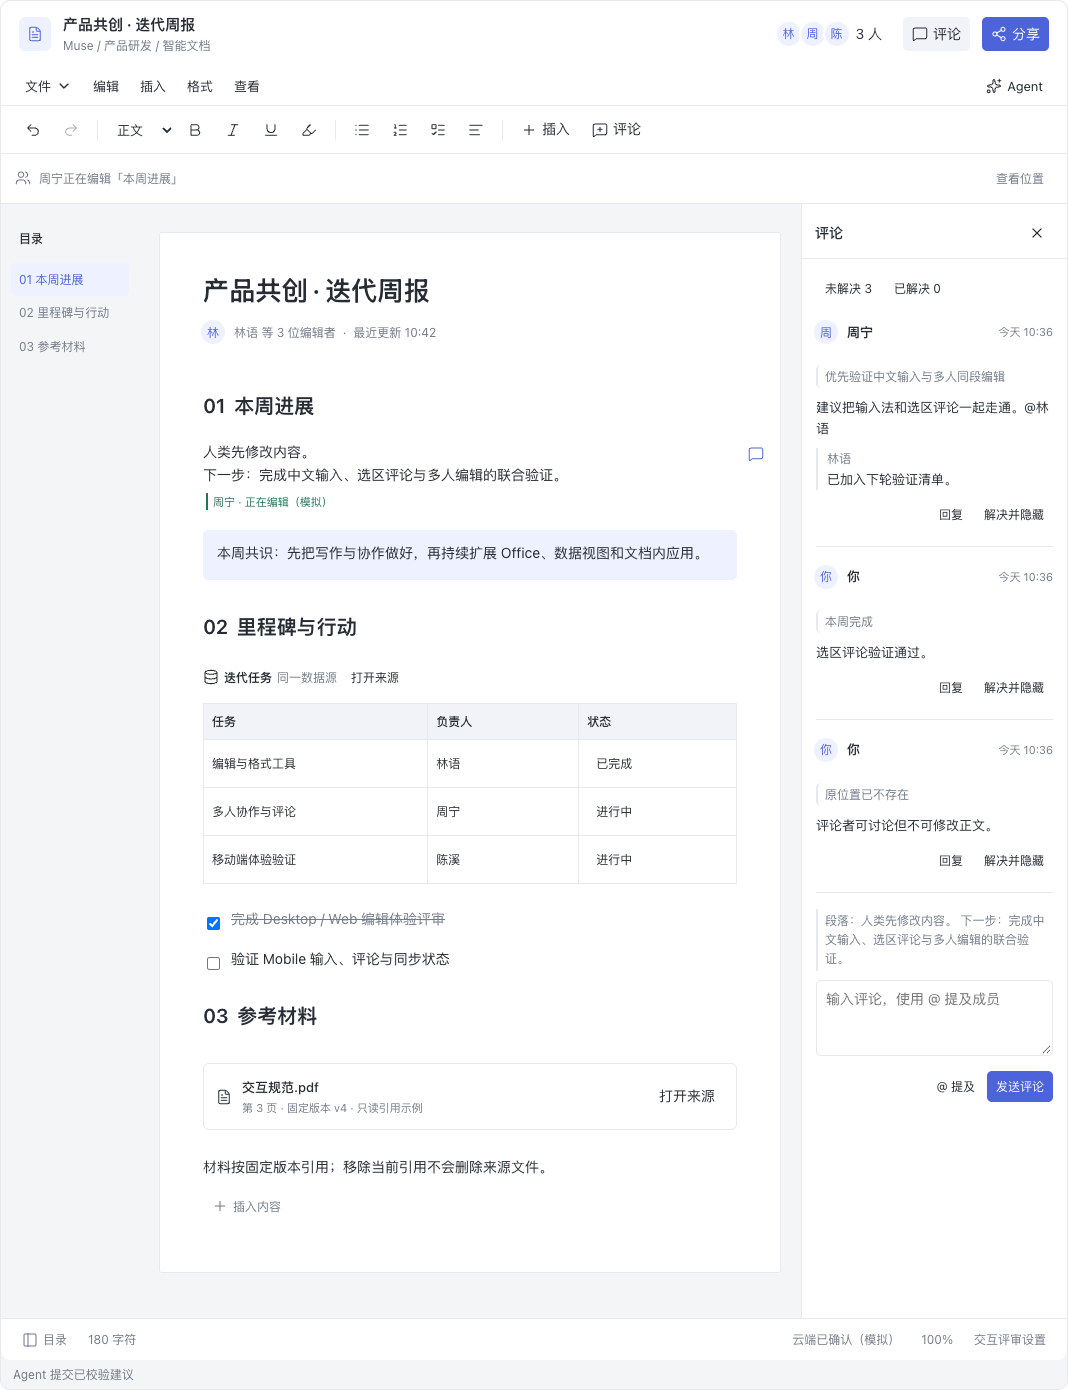 产品共创 · 迭代周报
Muse / 产品研发 / 智能文档
林 周 陈 3 人
评论
分享
文件 编辑 插入 格式 查看
Agent
正文
插入
评论
周宁正在编辑「本周进展」
查看位置
目录
01 本周进展
02 里程碑与行动
03 参考材料
产品共创 · 迭代周报
林 林语 等 3 位编辑者 · 最近更新 10:42
01 本周进展
人类先修改内容。
下一步：完成中文输入、选区评论与多人编辑的联合验证。
周宁 · 正在编辑（模拟）
本周共识：先把写作与协作做好，再持续扩展 Office、数据视图和文档内应用。
02 里程碑与行动
迭代任务 同一数据源 打开来源
任务 负责人 状态
编辑与格式工具 林语 已完成
多人协作与评论 周宁 进行中
移动端体验验证 陈溪 进行中
完成 Desktop / Web 编辑体验评审
验证 Mobile 输入、评论与同步状态
03 参考材料
交互规范.pdf
第 3 页 · 固定版本 v4 · 只读引用示例
打开来源
材料按固定版本引用；移除当前引用不会删除来源文件。
插入内容
评论
未解决 3 已解决 0
周 周宁 今天 10:36
优先验证中文输入与多人同段编辑
建议把输入法和选区评论一起走通。@林
语
林语
已加入下轮验证清单。
回复 解决并隐藏
你 你 今天 10:36
本周完成
选区评论验证通过。
回复 解决并隐藏
你 你 今天 10:36
原位置已不存在
评论者可讨论但不可修改正文。
回复 解决并隐藏
段落：人类先修改内容。 下一步：完成中
文输入、选区评论与多人编辑的联合验
证。
输入评论，使用 @ 提及成员
@ 提及 发送评论
目录 180 字符
云端已确认（模拟） 100% 交互评审设置
Agent 提交已校验建议